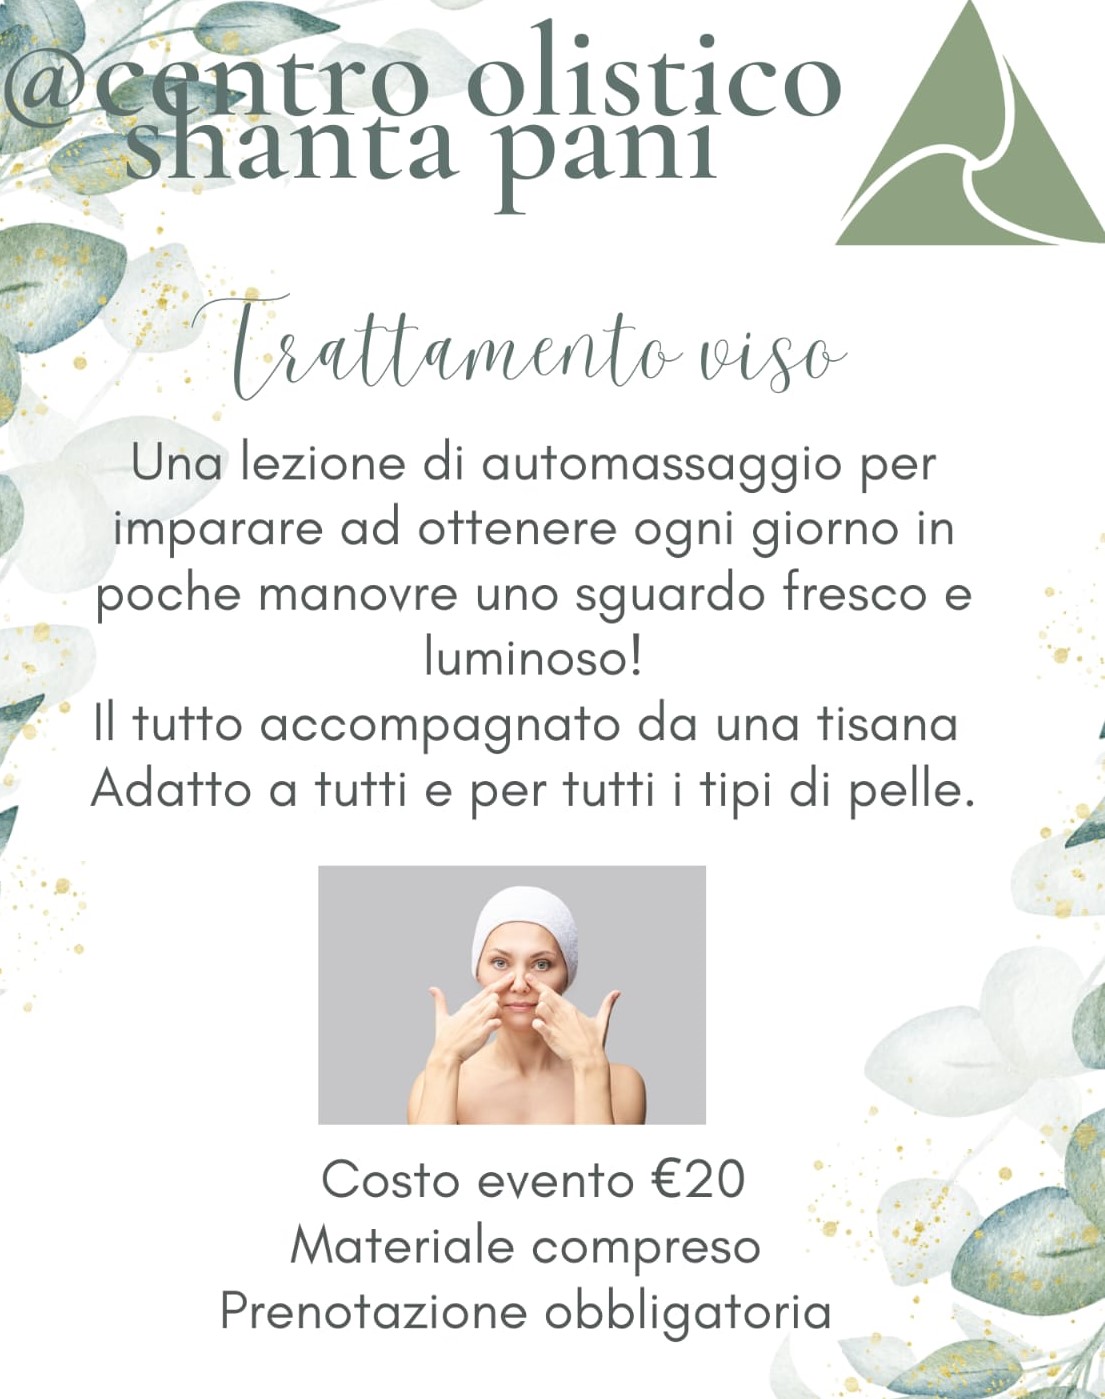 @centro olistico
shanta pani
Trattamento viso
Una lezione di automassaggio per
imparare ad ottenere ogni giorno in
poche manovre uno sguardo fresco e
luminoso!
Il tutto accompagnato da una tisana
Adatto a tutti e per tutti i tipi di pelle.
Costo evento €20
Materiale compreso
Prenotazione obbligatoria